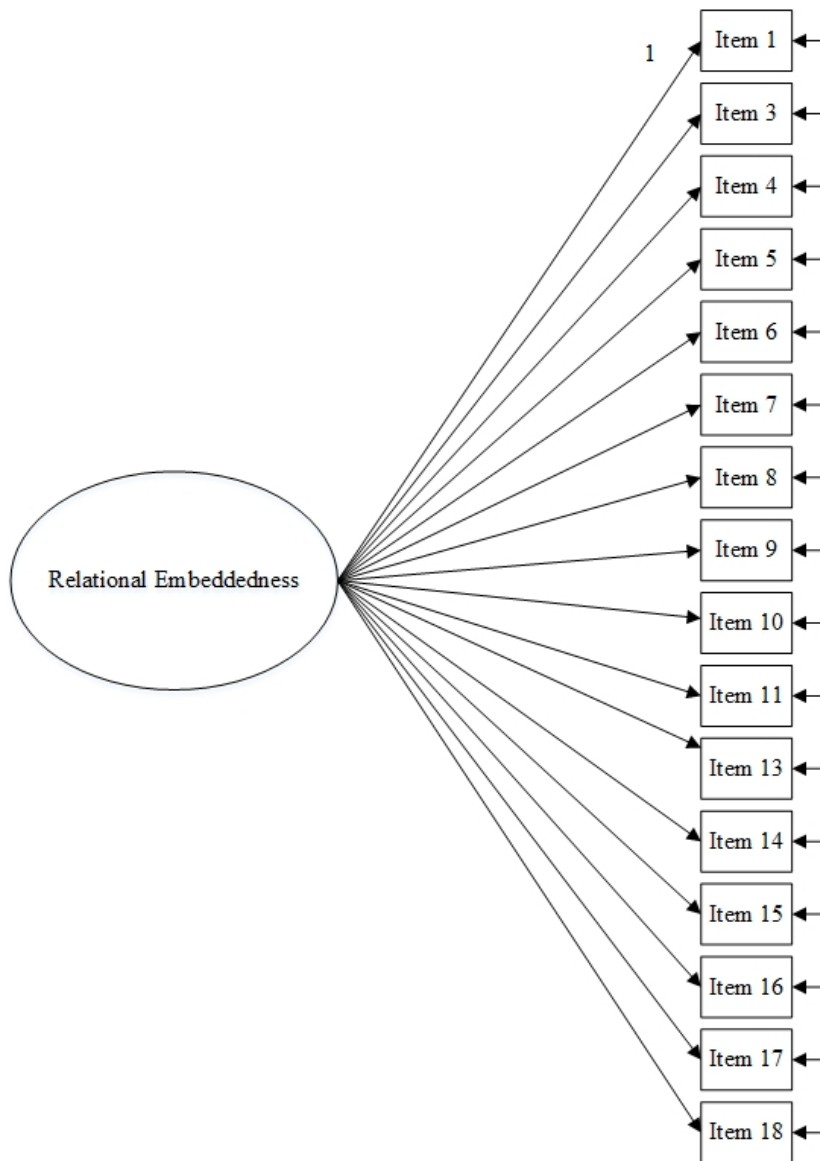 1
Item 1
Item 3
Item 4
Item 5
Item 6
Item 7
Item 8
Item 9
Relational Embeddedness
Item 10
Item 11
Item 13
Item 14
Item 15
Item 16
Item 17
Item 18